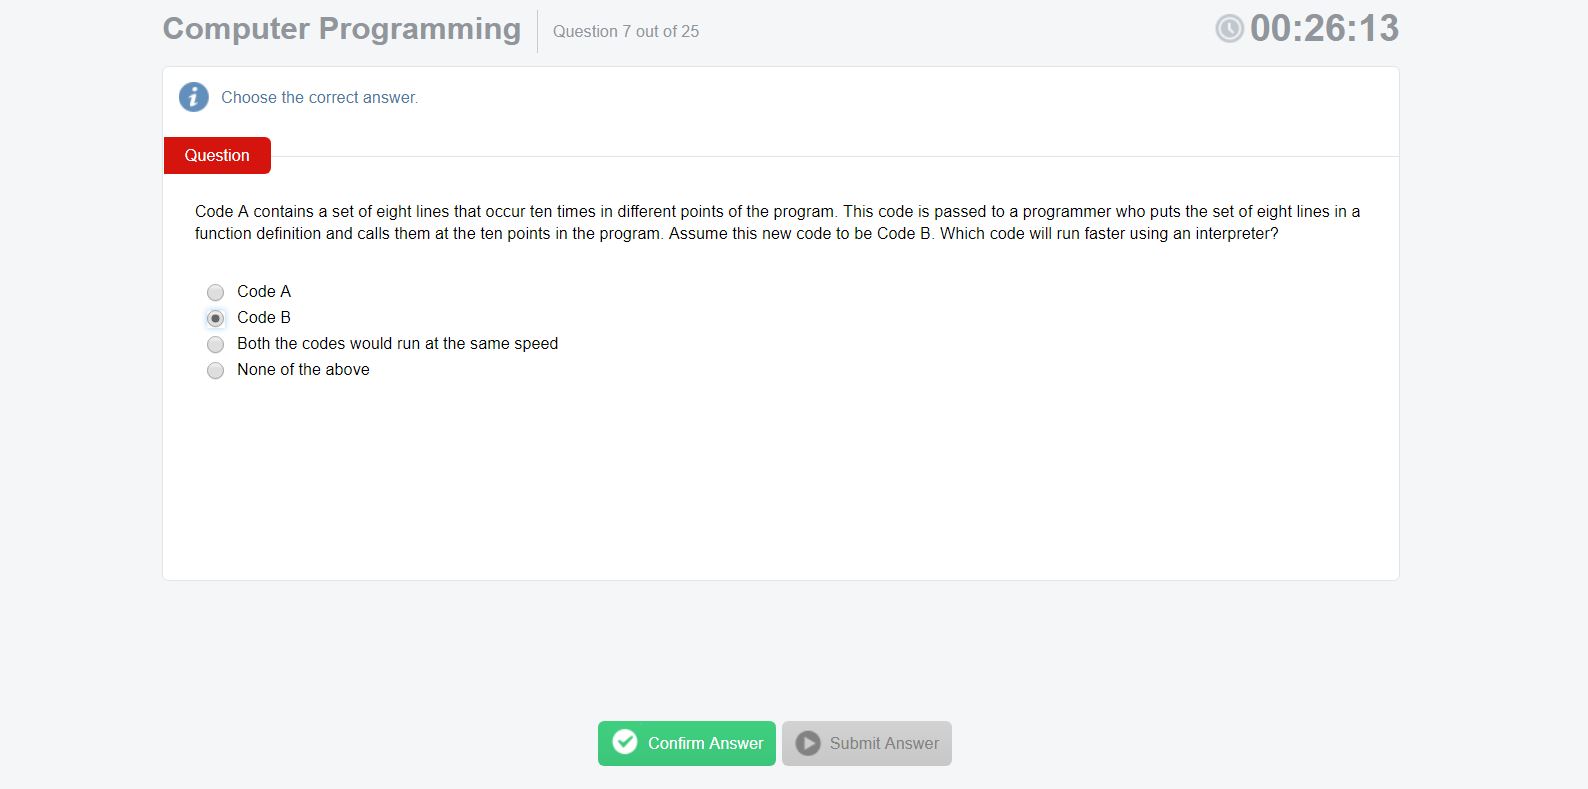 Computer Programming
Question 7 out of 25
00:26:13
Choose the correct answer.
Question
Code A contains a set of eight lines that occur ten times in different points of the program. This code is passed to a programmer who puts the set of eight lines in a
function definition and calls them at the ten points in the program. Assume this new code to be Code B. Which code will run faster using an interpreter?
Code A
Code B
Both the codes would run at the same speed
None of the above
Confirm Answer
Submit Answer